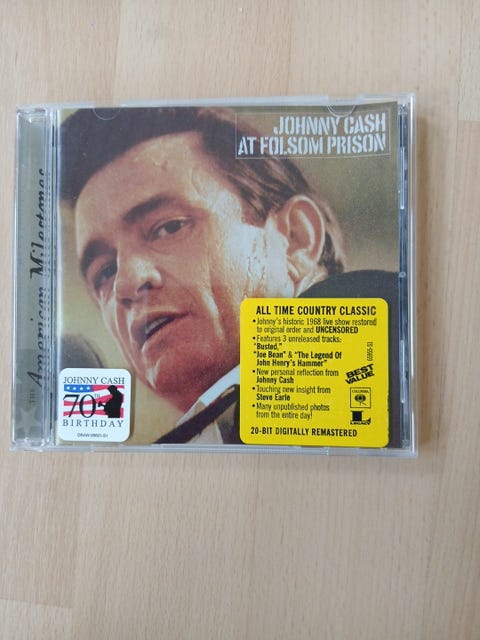 JOHNNY CASH
AT FOLSOM PRISON
THE American Milestones
ALL TIME COUNTRY CLASSIC
• Johnny's historic 1968 live show restored
to original order and UNCENSORED
• Features 3 unreleased tracks:
"Busted,"
"Joe Bean" & "The Legend Of
John Henry's Hammer"
• New personal reflection from
Johnny Cash
• Touching new insight from
Steve Earle
• Many unpublished photos
from the entire day!
20-BIT DIGITALLY REMASTERED
BEST
VALUE
COLUMBIA
LEGACY
JOHNNY CASH
70TH
BIRTHDAY